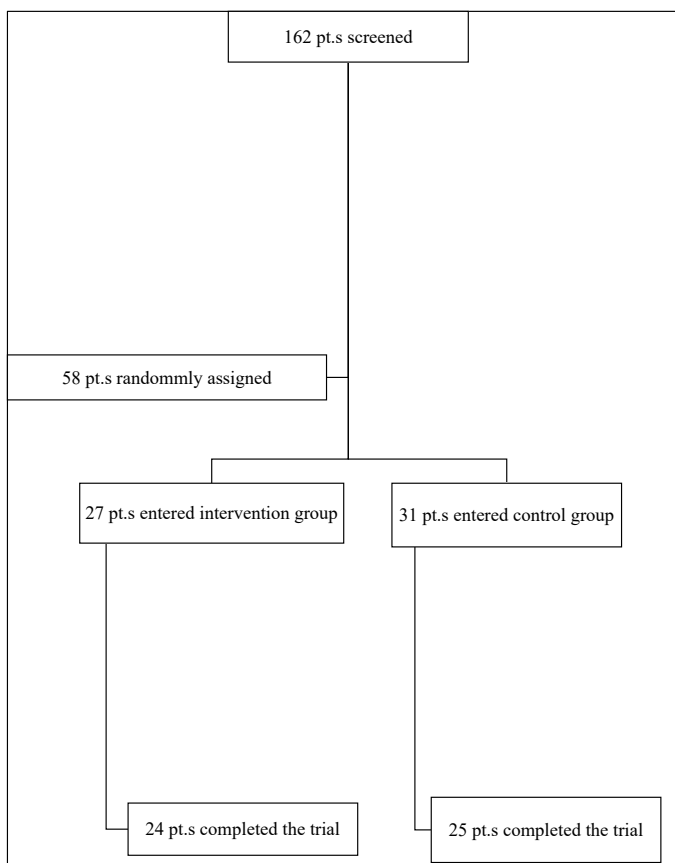 162 pt.s screened
58 pt.s randommly assigned
27 pt.s entered intervention group
31 pt.s entered control group
24 pt.s completed the trial
25 pt.s completed the trial